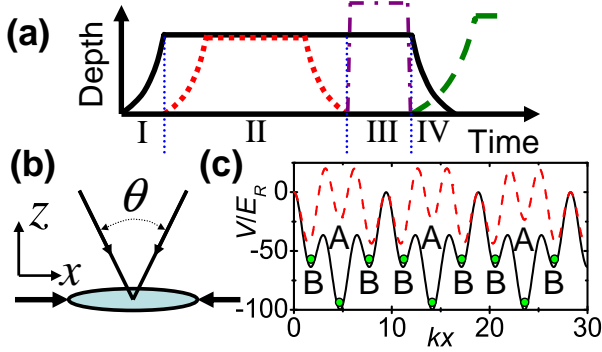 (a)
Depth
I II III IV
Time
(b) (c)
θ
z
x
V/E_R
0
-50
-100
A A A
B B B B B B
0 10 20 30
kx